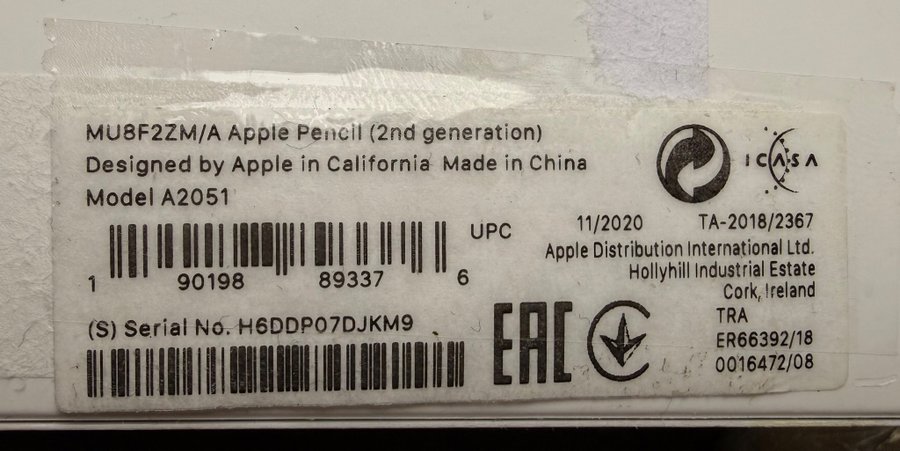 MU8F2ZM/A Apple Pencil (2nd generation)
Designed by Apple in California Made in China
Model A2051
UPC
1 90198 89337 6
(S) Serial No. H6DDP07DJKM9
ICASA
11/2020 TA-2018/2367
Apple Distribution International Ltd.
Hollyhill Industrial Estate
Cork, Ireland
TRA
ER66392/18
0016472/08
EAC